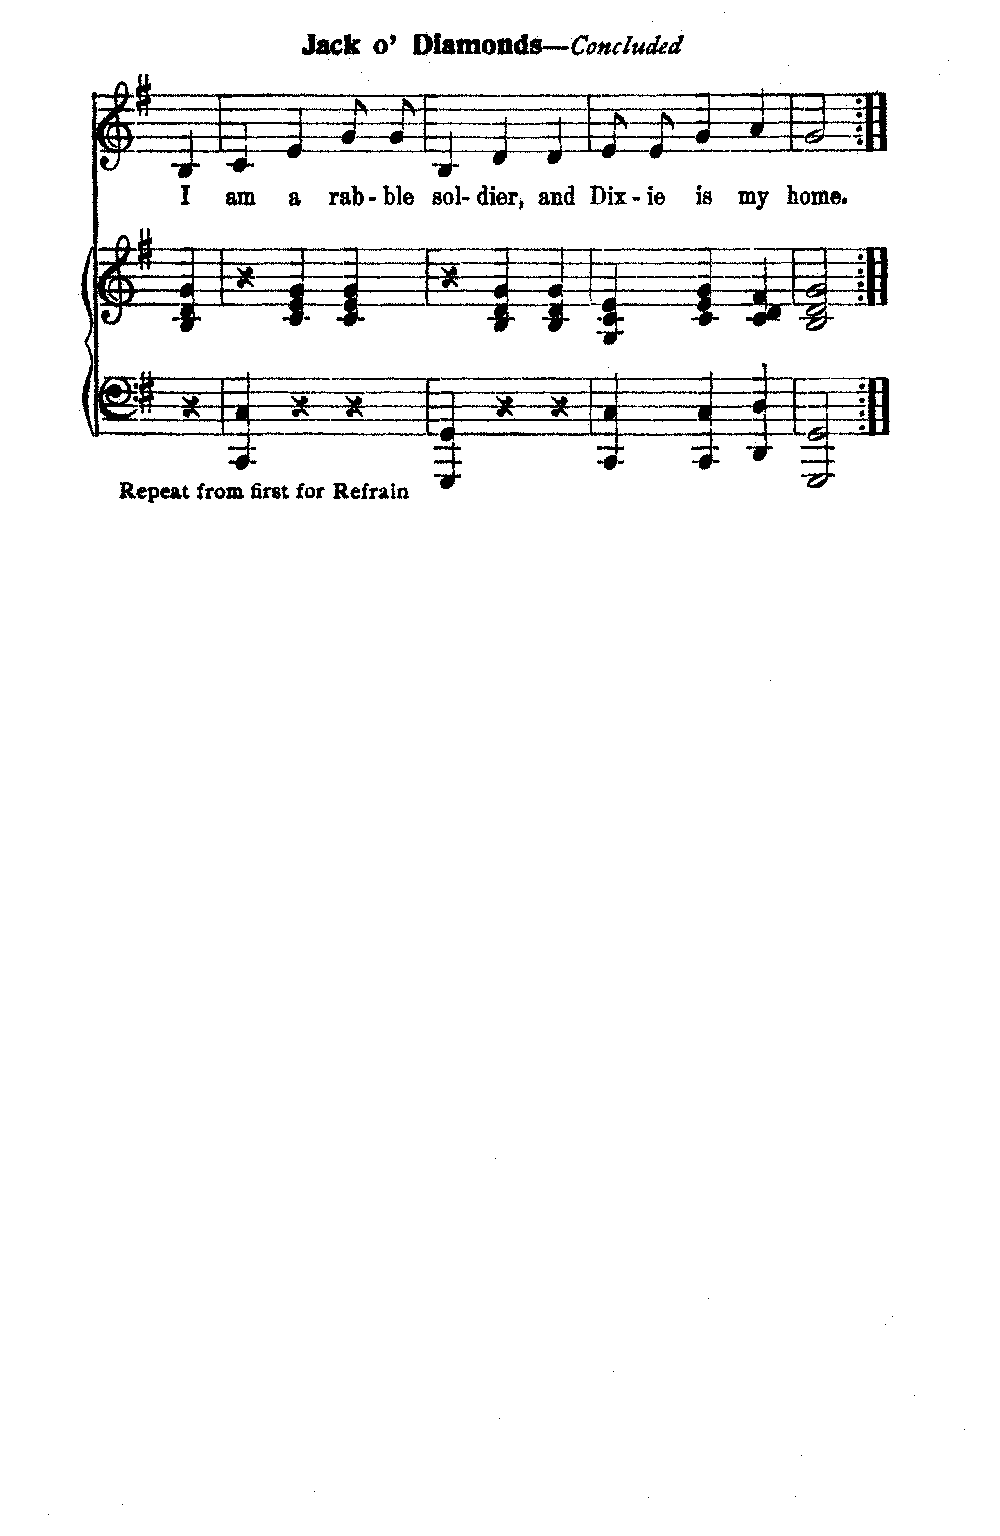 Jack o' Diamonds—Concluded
I am a rab-ble sol-dier, and Dix-ie is my home.
Repeat from first for Refrain